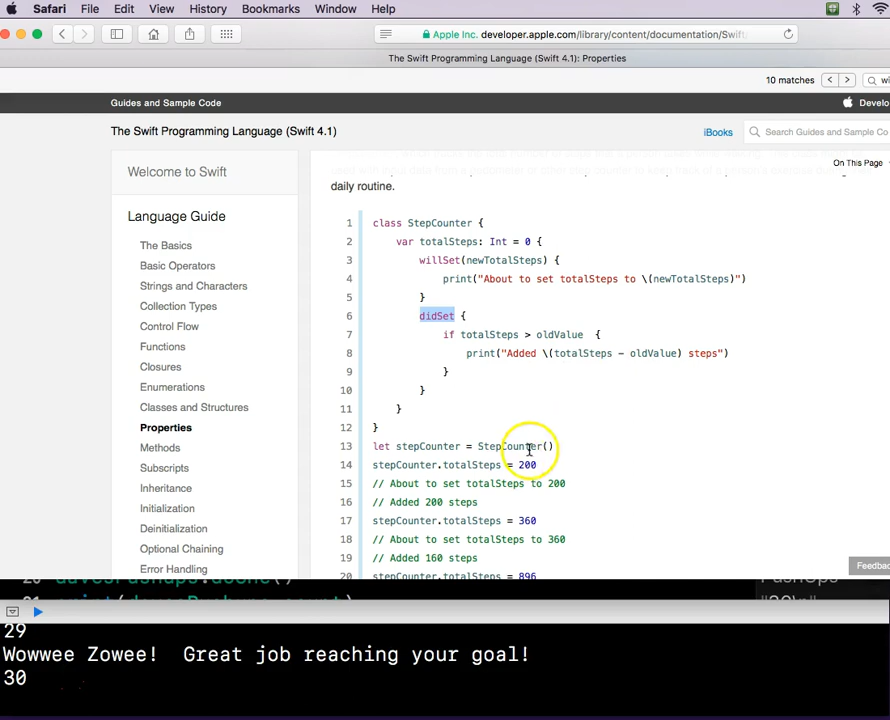 Safari File Edit View History Bookmarks Window Help
Apple Inc. developer.apple.com/library/content/documentation/Swift/
The Swift Programming Language (Swift 4.1): Properties
10 matches
Guides and Sample Code
The Swift Programming Language (Swift 4.1)
iBooks
Search Guides and Sample Co
On This Page
Welcome to Swift
Language Guide
The Basics
Basic Operators
Strings and Characters
Collection Types
Control Flow
Functions
Closures
Enumerations
Classes and Structures
Properties
Methods
Subscripts
Inheritance
Initialization
Deinitialization
Optional Chaining
Error Handling
daily routine.
1 class StepCounter {
2 var totalSteps: Int = 0 {
3 willSet(newTotalSteps) {
4 print("About to set totalSteps to \(newTotalSteps)")
5 }
6 didSet {
7 if totalSteps > oldValue {
8 print("Added \(totalSteps - oldValue) steps")
9 }
10 }
11 }
12 }
13 let stepCounter = StepCounter()
14 stepCounter.totalSteps = 200
15 // About to set totalSteps to 200
16 // Added 200 steps
17 stepCounter.totalSteps = 360
18 // About to set totalSteps to 360
19 // Added 160 steps
20 stepCounter.totalSteps = 896
Feedbac
29
Wowwee Zowee! Great job reaching your goal!
30